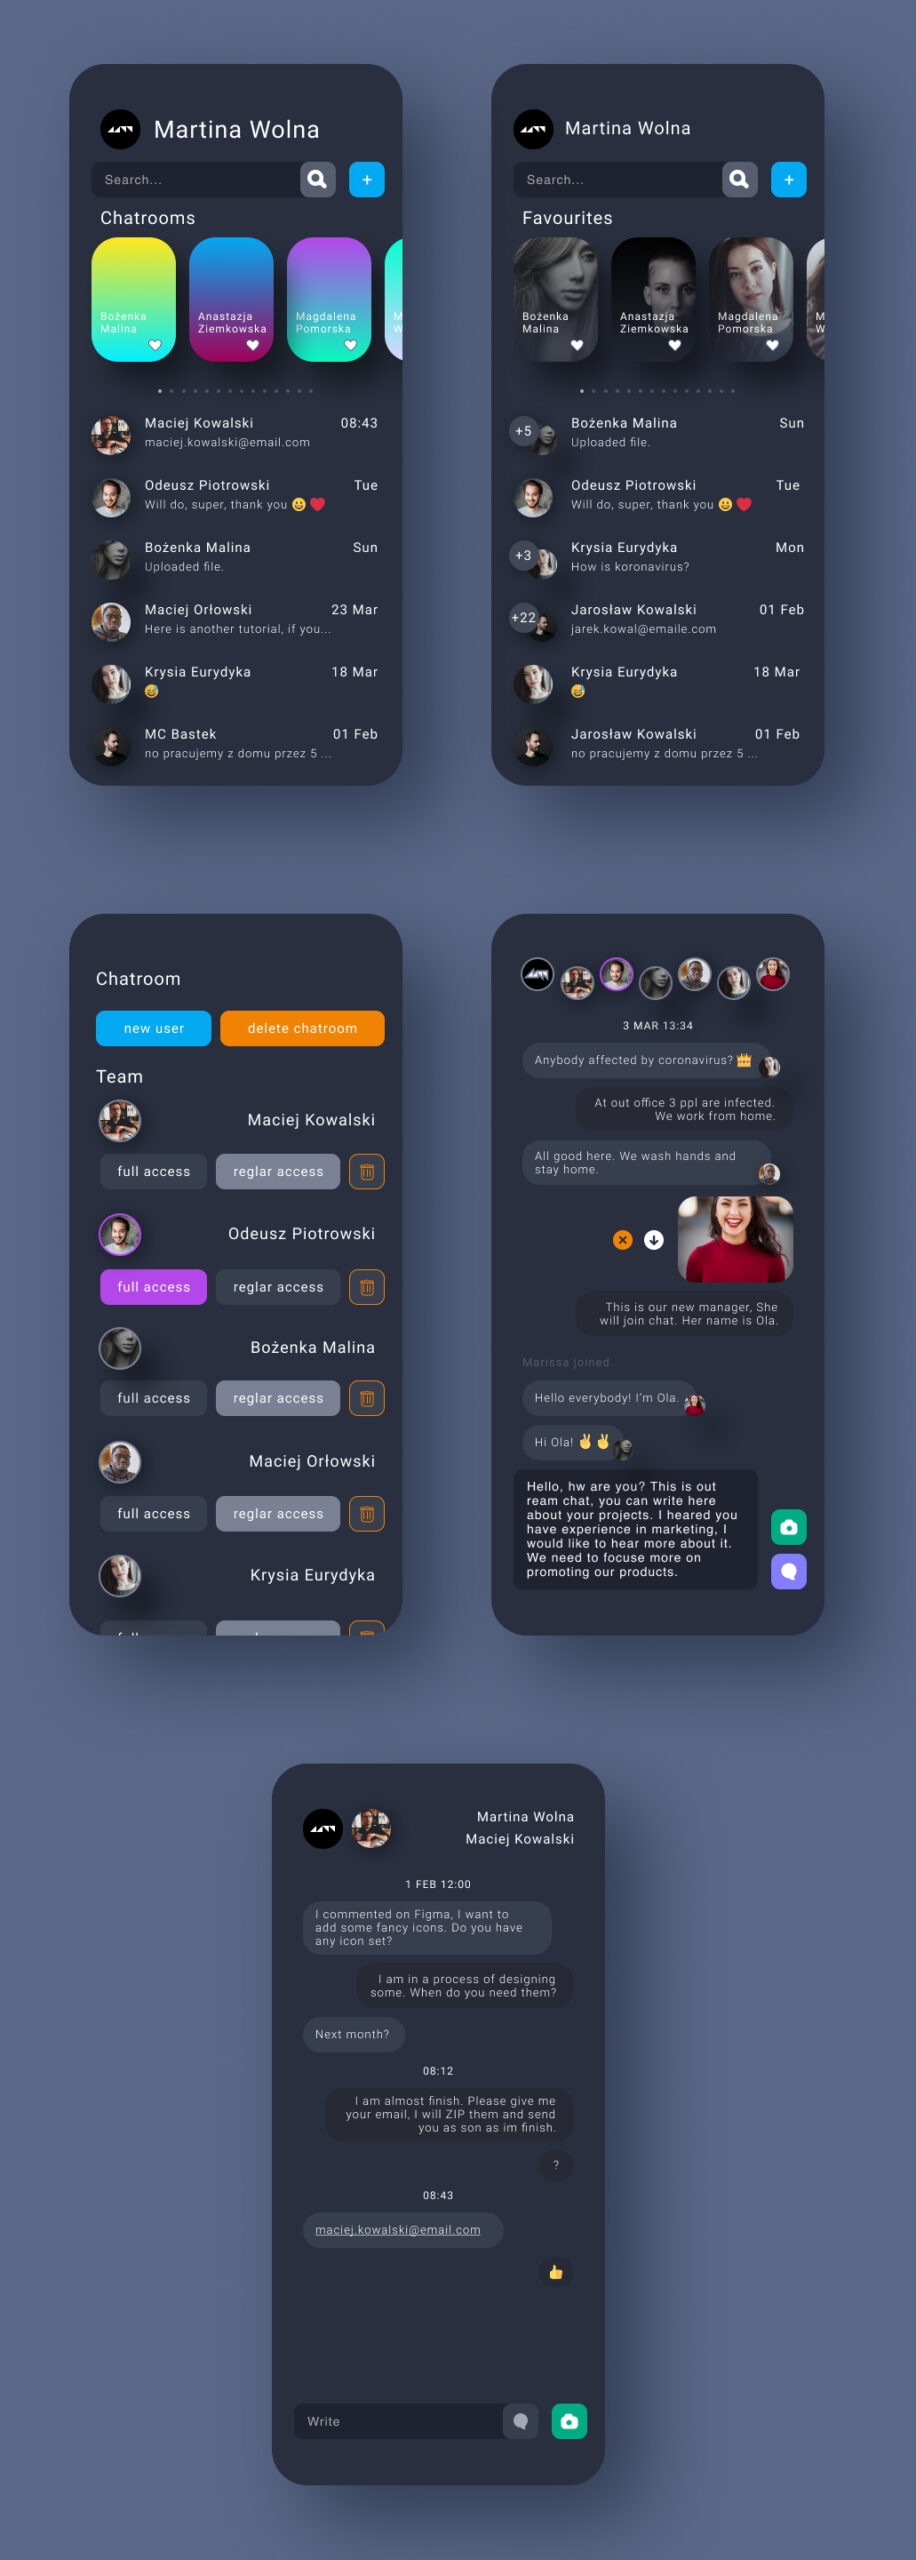 Martina Wolna
Search...
+
Chatrooms
Bożenka
Malina
Anastazja
Ziemkowska
Magdalena
Pomorska
M
W
Maciej Kowalski 08:43
maciej.kowalski@email.com
Odeusz Piotrowski Tue
Will do, super, thank you 😀 ❤️
Bożenka Malina Sun
Uploaded file.
Maciej Orłowski 23 Mar
Here is another tutorial, if you...
Krysia Eurydyka 18 Mar
😅
MC Bastek 01 Feb
no pracujemy z domu przez 5 ...
Martina Wolna
Search...
+
Favourites
Bożenka
Malina
Anastazja
Ziemkowska
Magdalena
Pomorska
M
W
+5 Bożenka Malina Sun
Uploaded file.
Odeusz Piotrowski Tue
Will do, super, thank you 😀 ❤️
+3 Krysia Eurydyka Mon
How is koronavirus?
+22 Jarosław Kowalski 01 Feb
jarek.kowal@emaile.com
Krysia Eurydyka 18 Mar
😅
Jarosław Kowalski 01 Feb
no pracujemy z domu przez 5 ...
Chatroom
new user delete chatroom
Team
Maciej Kowalski
full access reglar access
Odeusz Piotrowski
full access reglar access
Bożenka Malina
full access reglar access
Maciej Orłowski
full access reglar access
Krysia Eurydyka
3 MAR 13:34
Anybody affected by coronavirus? 👑
At out office 3 ppl are infected.
We work from home.
All good here. We wash hands and
stay home.
This is our new manager, She
will join chat. Her name is Ola.
Marissa joined.
Hello everybody! I'm Ola.
Hi Ola! ✌️ ✌️
Hello, hw are you? This is out
ream chat, you can write here
about your projects. I heared you
have experience in marketing, I
would like to hear more about it.
We need to focuse more on
promoting our products.
Martina Wolna
Maciej Kowalski
1 FEB 12:00
I commented on Figma, I want to
add some fancy icons. Do you have
any icon set?
I am in a process of designing
some. When do you need them?
Next month?
08:12
I am almost finish. Please give me
your email, I will ZIP them and send
you as son as im finish.
?
08:43
maciej.kowalski@email.com
👍
Write